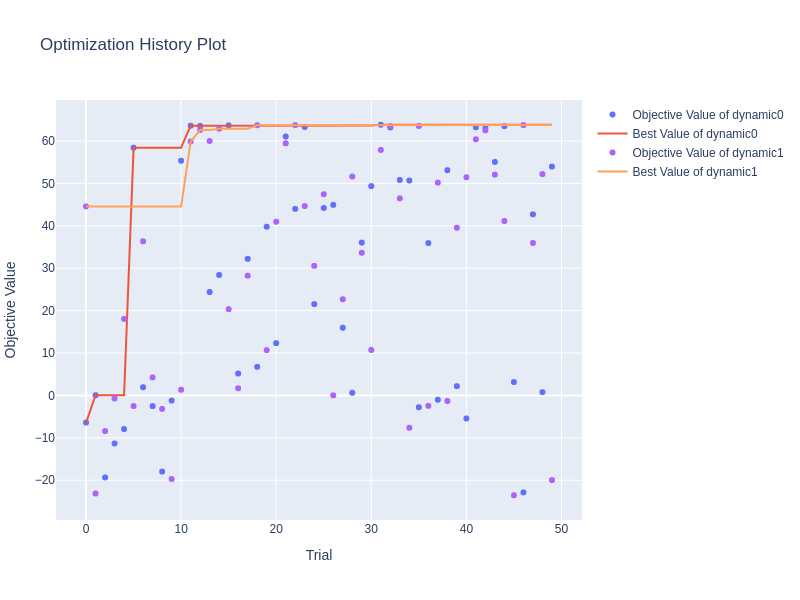 Optimization History Plot
Objective Value of dynamic0
Best Value of dynamic0
Objective Value of dynamic1
Best Value of dynamic1
60
50
40
30
20
10
0
−10
−20
Objective Value
0 10 20 30 40 50
Trial